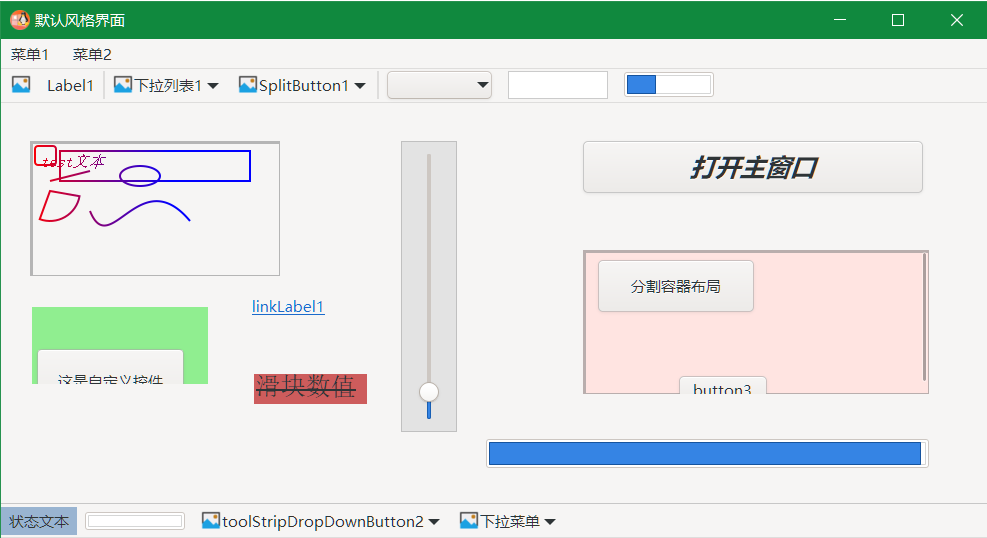 默认风格界面
菜单1 菜单2
Label1 下拉列表1 SplitButton1
test文本
打开主窗口
分割容器布局
linkLabel1
这是自定义控件
滑块数值
button3
状态文本 toolStripDropDownButton2 下拉菜单